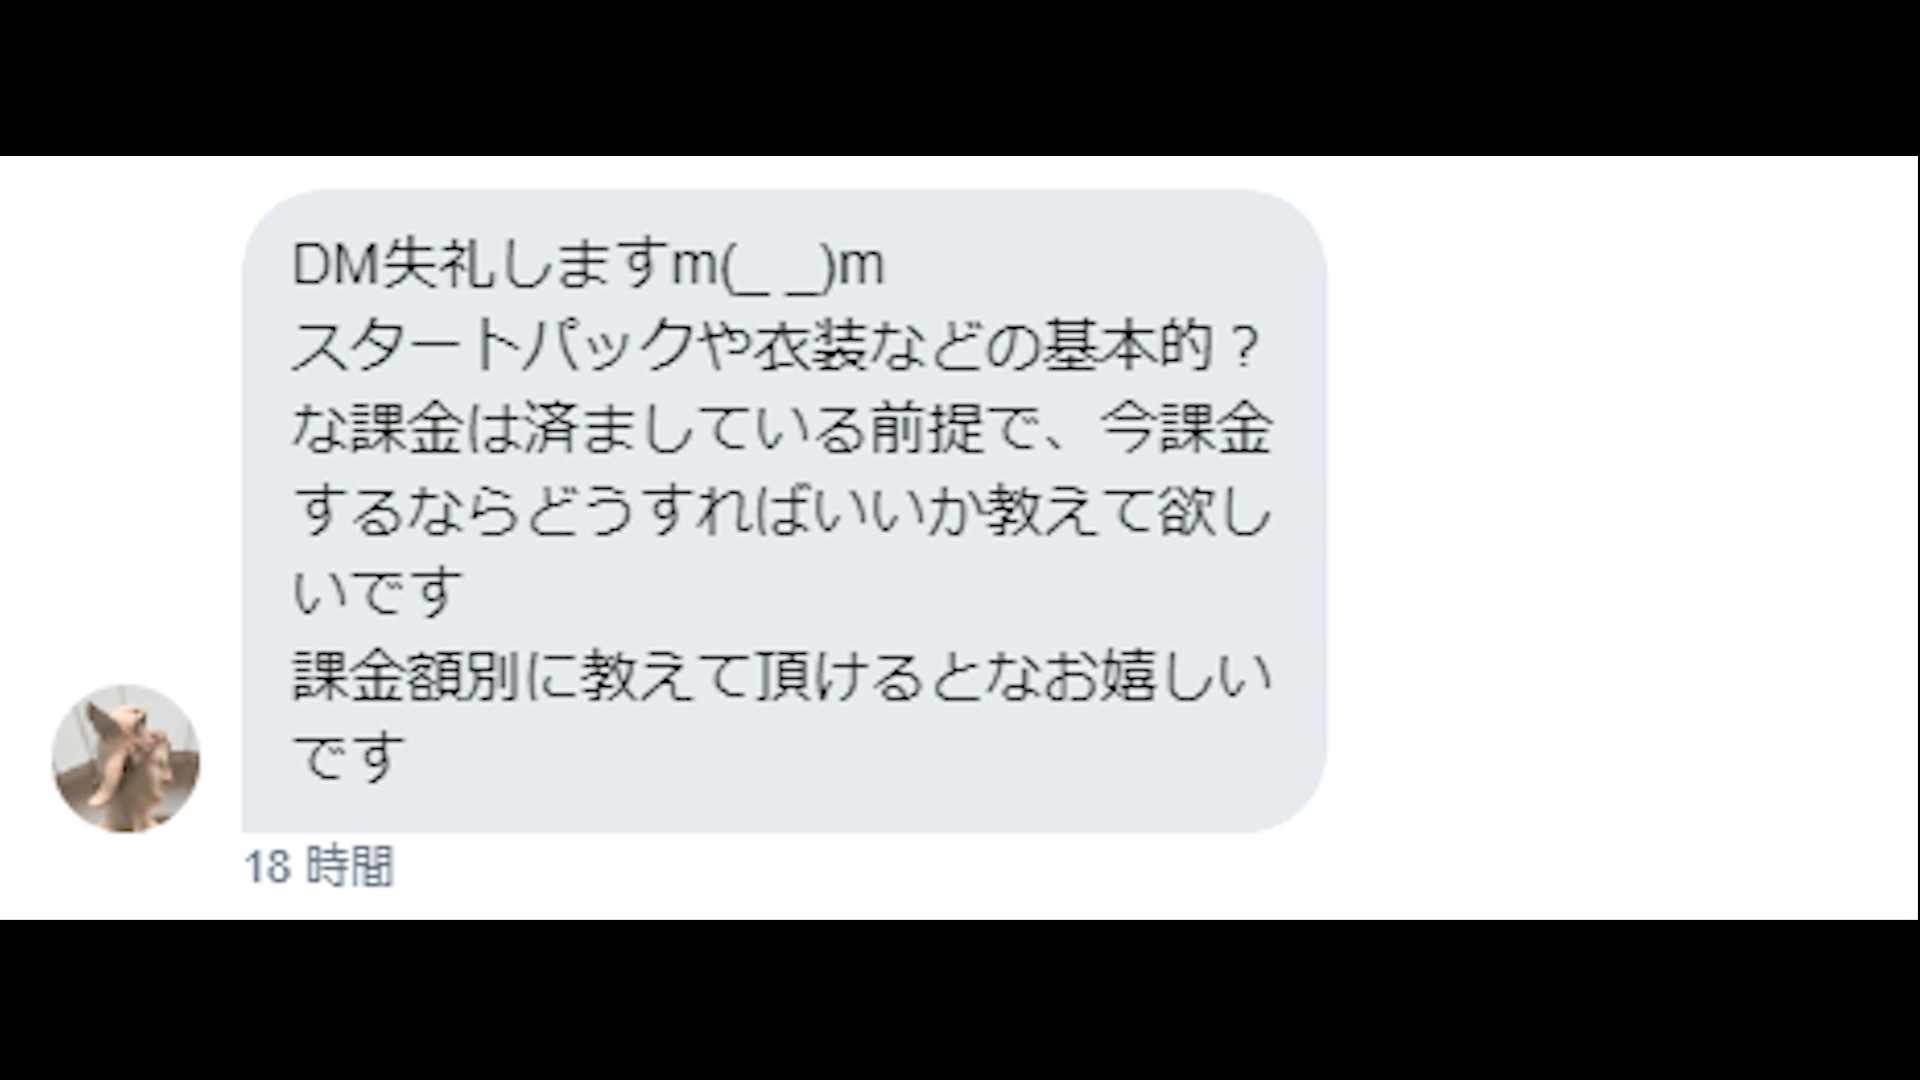 DM失礼しますm(_ _)m
スタートパックや衣装などの基本的？
な課金は済ましている前提で、今課金
するならどうすればいいか教えて欲し
いです
課金額別に教えて頂けるとなお嬉しい
です
18 時間